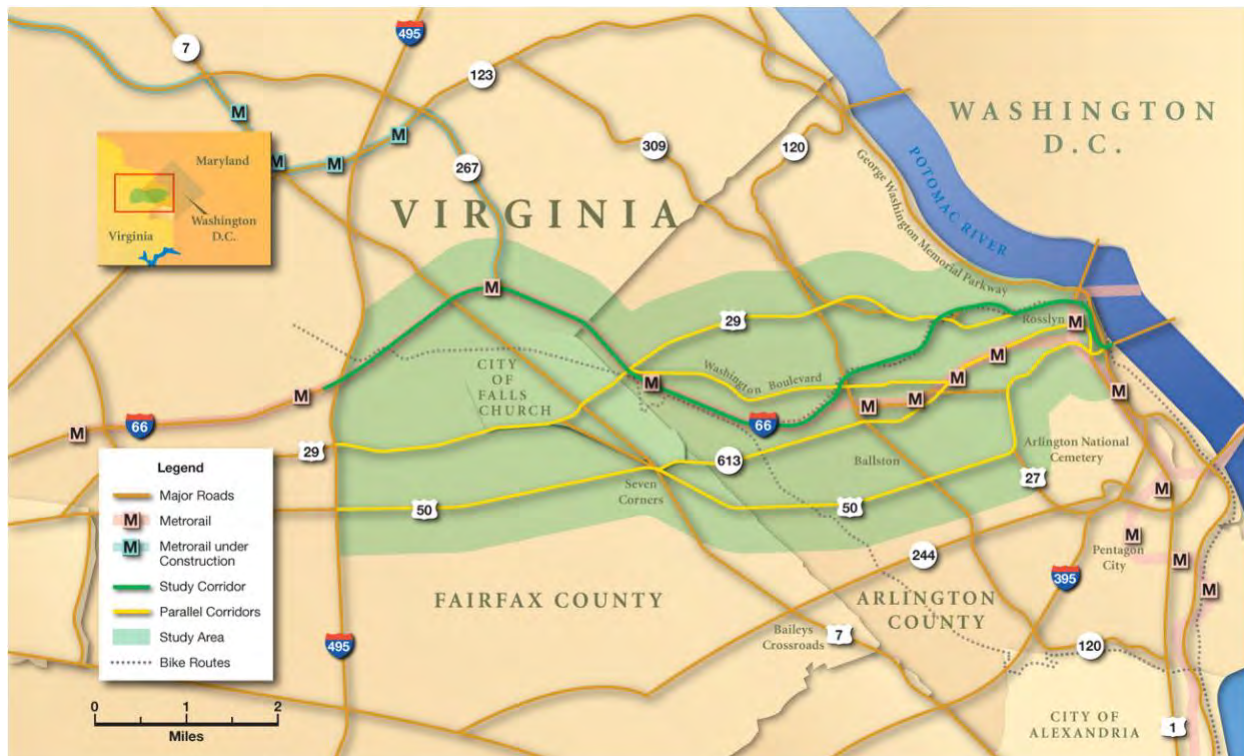 7
495
123
WASHINGTON
D.C.
M
M
M
M
309
120
267
Maryland
Washington
D.C.
Virginia
VIRGINIA
POTOMAC RIVER
George Washington Memorial Parkway
M
29
Rosslyn
M
M
Washington Boulevard
CITY
OF
FALLS
CHURCH
M
M
M
M
M
M
66
M
66
29
613
Ballston
Arlington National
Cemetery
27
Seven
Corners
50
50
M
M
M
M
Pentagon
City
244
395
FAIRFAX COUNTY
ARLINGTON
COUNTY
Baileys
Crossroads
7
120
495
CITY OF
ALEXANDRIA
1
Legend
Major Roads
M Metrorail
M Metrorail under
Construction
Study Corridor
Parallel Corridors
Study Area
Bike Routes
0 1 2
Miles